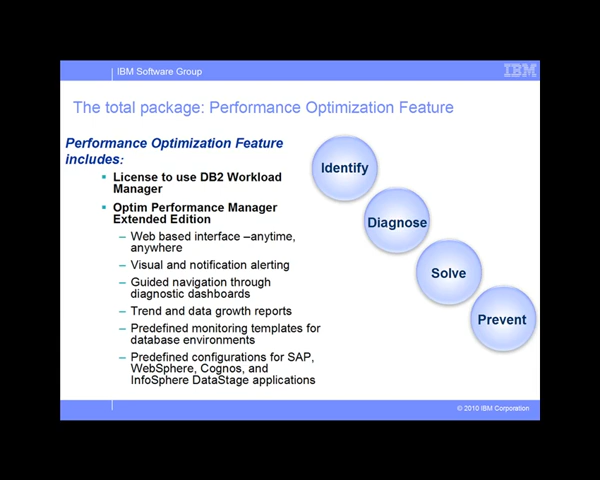 IBM Software Group
IBM
The total package: Performance Optimization Feature
Performance Optimization Feature
includes:
Identify
▪ License to use DB2 Workload
Manager
▪ Optim Performance Manager
Extended Edition
Diagnose
– Web based interface –anytime,
anywhere
– Visual and notification alerting
Solve
– Guided navigation through
diagnostic dashboards
– Trend and data growth reports
Prevent
– Predefined monitoring templates for
database environments
– Predefined configurations for SAP,
WebSphere, Cognos, and
InfoSphere DataStage applications
© 2010 IBM Corporation